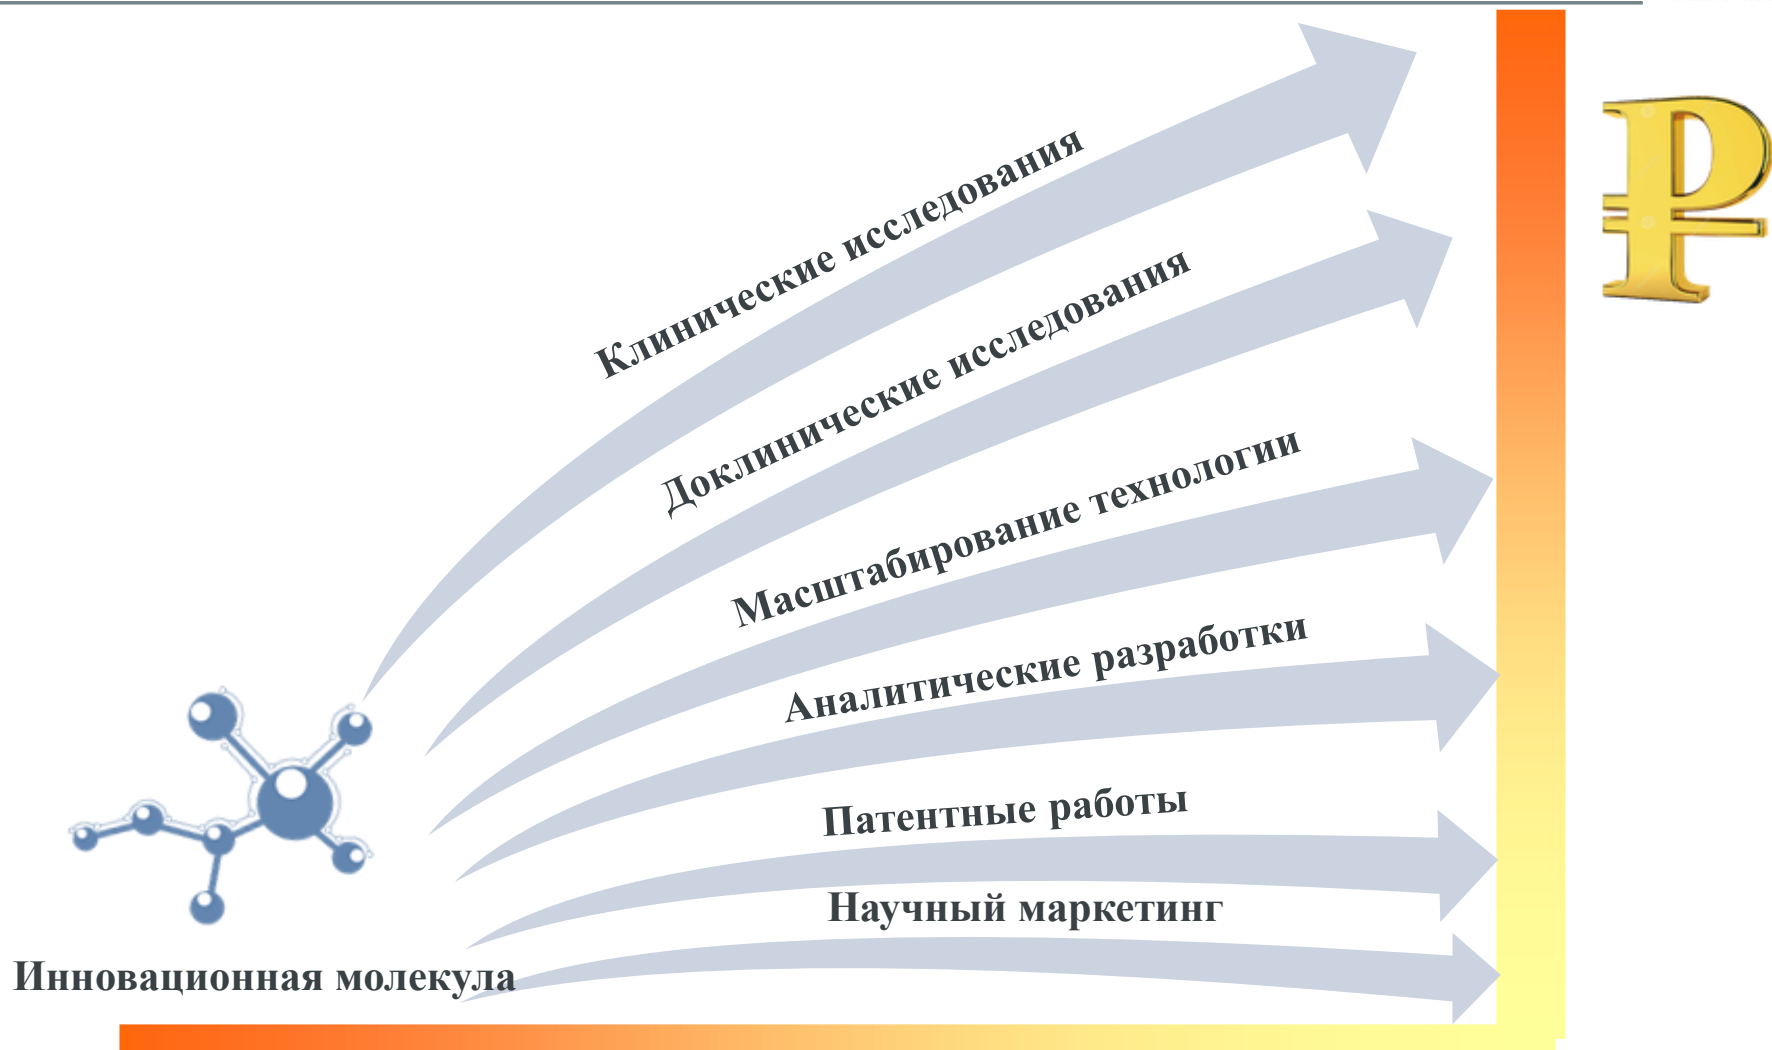 Клинические исследования
Доклинические исследования
Масштабирование технологии
Аналитические разработки
Патентные работы
Научный маркетинг
Инновационная молекула